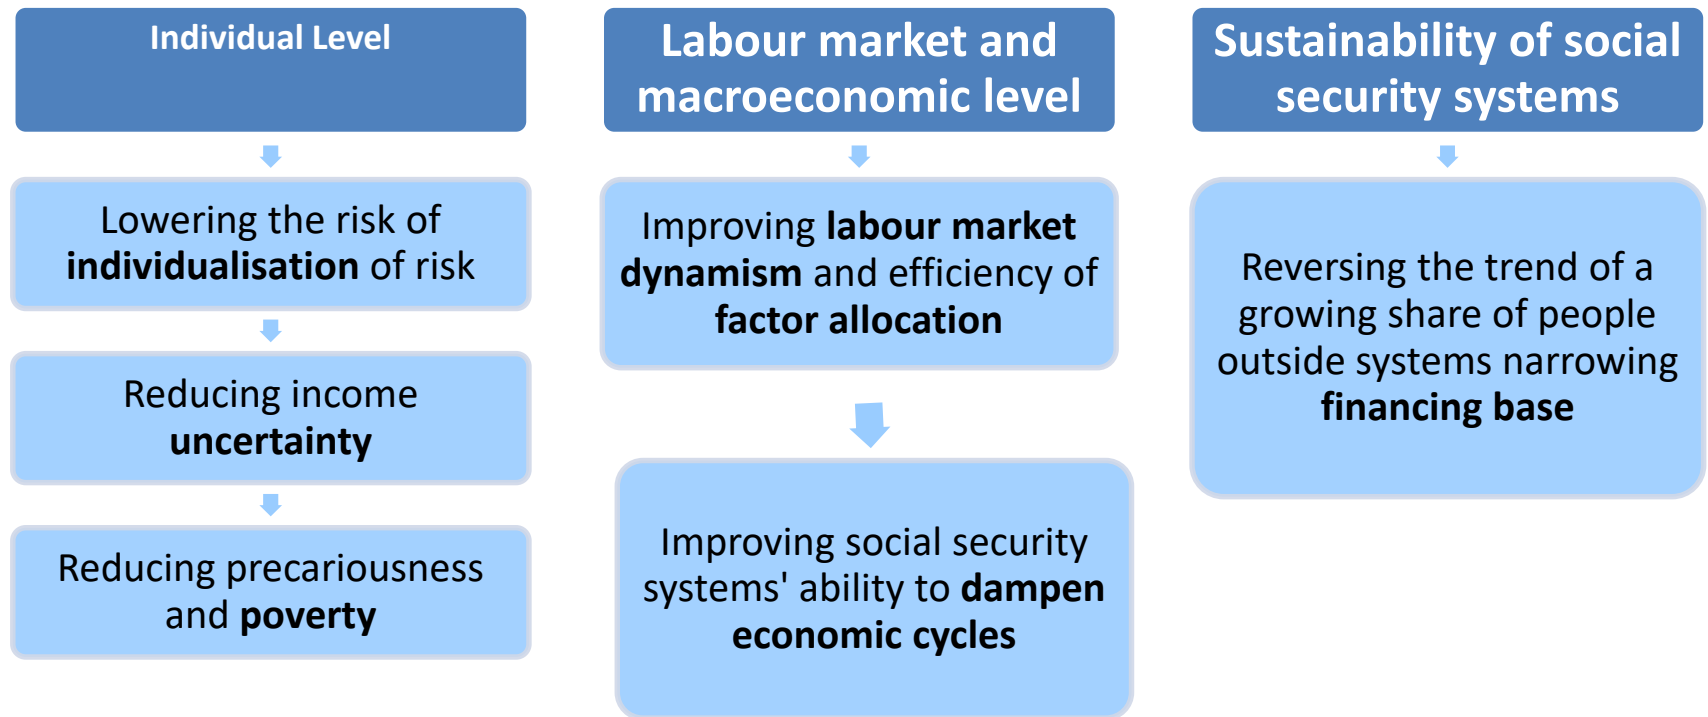 Individual Level
Lowering the risk of
individualisation of risk
Reducing income
uncertainty
Reducing precariousness
and poverty
Labour market and
macroeconomic level
Improving labour market
dynamism and efficiency of
factor allocation
Improving social security
systems' ability to dampen
economic cycles
Sustainability of social
security systems
Reversing the trend of a
growing share of people
outside systems narrowing
financing base